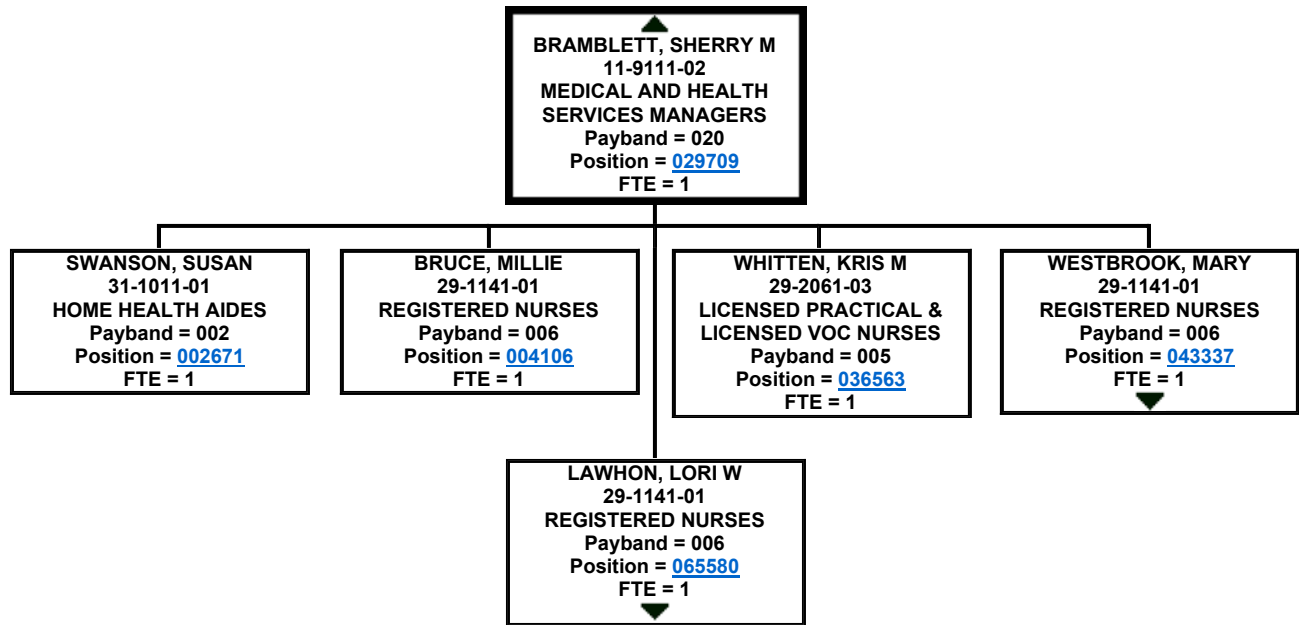 BRAMBLETT, SHERRY M
11-9111-02
MEDICAL AND HEALTH
SERVICES MANAGERS
Payband = 020
Position = 029709
FTE = 1
SWANSON, SUSAN
31-1011-01
HOME HEALTH AIDES
Payband = 002
Position = 002671
FTE = 1
BRUCE, MILLIE
29-1141-01
REGISTERED NURSES
Payband = 006
Position = 004106
FTE = 1
WHITTEN, KRIS M
29-2061-03
LICENSED PRACTICAL &
LICENSED VOC NURSES
Payband = 005
Position = 036563
FTE = 1
WESTBROOK, MARY
29-1141-01
REGISTERED NURSES
Payband = 006
Position = 043337
FTE = 1
LAWHON, LORI W
29-1141-01
REGISTERED NURSES
Payband = 006
Position = 065580
FTE = 1